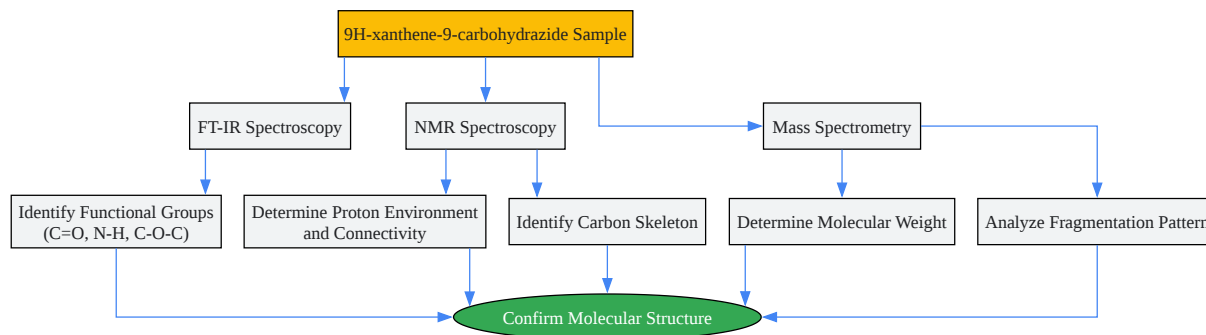 9H-xanthene-9-carbohydrazide Sample
FT-IR Spectroscopy
NMR Spectroscopy
Mass Spectrometry
Identify Functional Groups
(C=O, N-H, C-O-C)
Determine Proton Environment
and Connectivity
Identify Carbon Skeleton
Determine Molecular Weight
Analyze Fragmentation Pattern
Confirm Molecular Structure